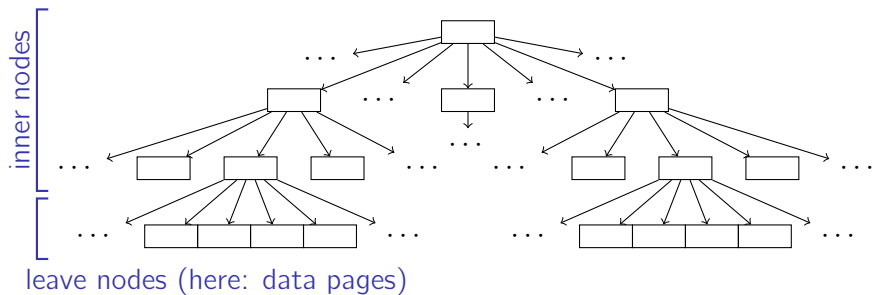 inner nodes
... ...
... ...
...
... ... ... ...
... ... ... ...
leave nodes (here: data pages)